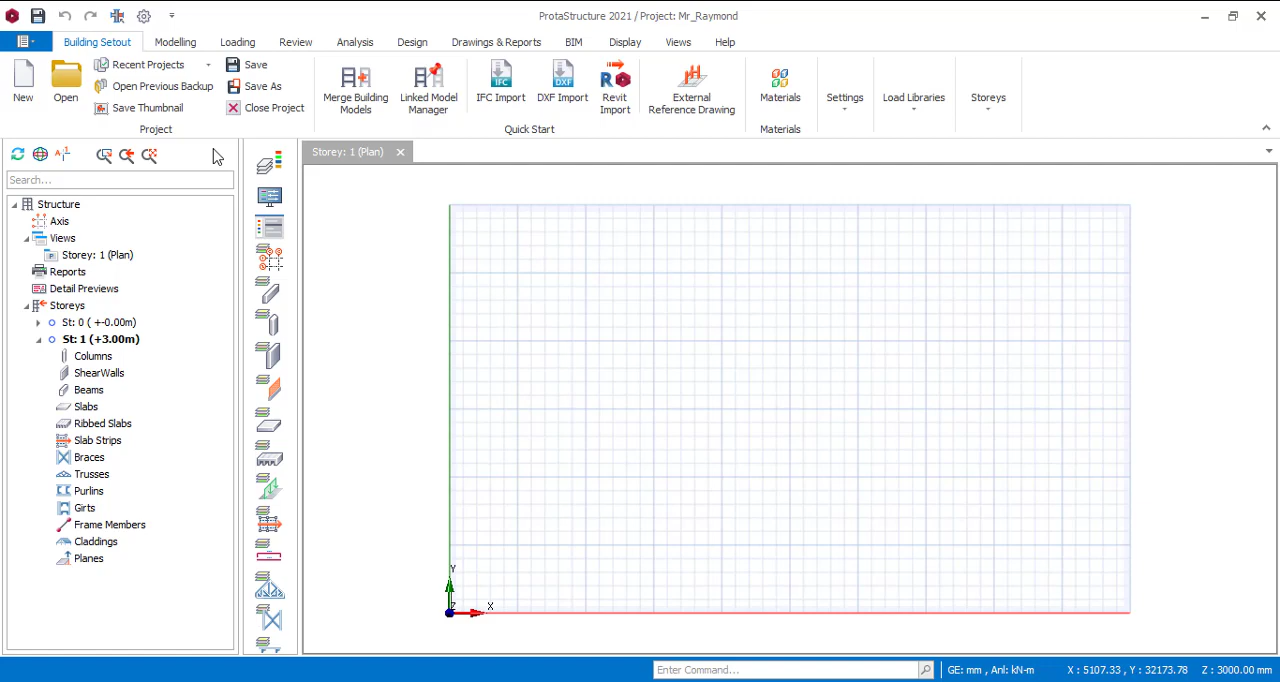 ProtaStructure 2021 / Project: Mr_Raymond
Building Setout Modelling Loading Review Analysis Design Drawings & Reports BIM Display Views Help
New
Open
Recent Projects
Open Previous Backup
Save Thumbnail
Save
Save As
Close Project
Project
Merge Building
Models
Linked Model
Manager
IFC
IFC Import
DXF
DXF Import
Revit
Import
External
Reference Drawing
Quick Start
Materials
Materials
Settings
Load Libraries
Storeys
Storey: 1 (Plan)
Search...
Structure
Axis
Views
Storey: 1 (Plan)
Reports
Detail Previews
Storeys
St: 0 ( +-0.00m)
St: 1 (+3.00m)
Columns
ShearWalls
Beams
Slabs
Ribbed Slabs
Slab Strips
Braces
Trusses
Purlins
Girts
Frame Members
Claddings
Planes
Y
Z
X
Enter Command...
GE: mm , Anl: kN-m
X : 5107.33 , Y : 32173.78
Z : 3000.00 mm